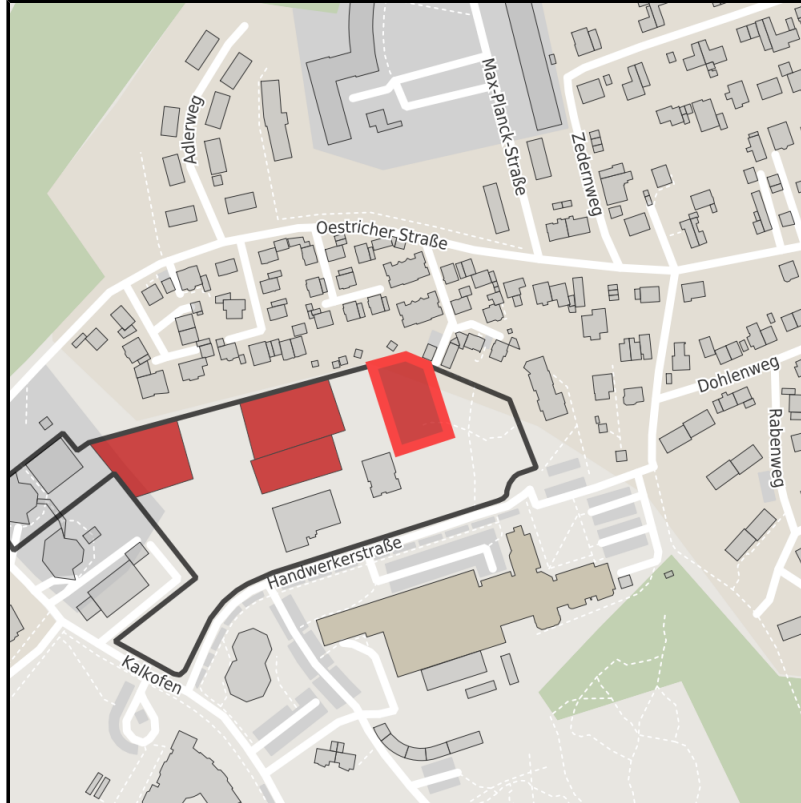 Adlerweg
Max-Planck-Straße
Zedernweg
Oestricher Straße
Dohlenweg
Rabenweg
Handwerkerstraße
Kalkofen